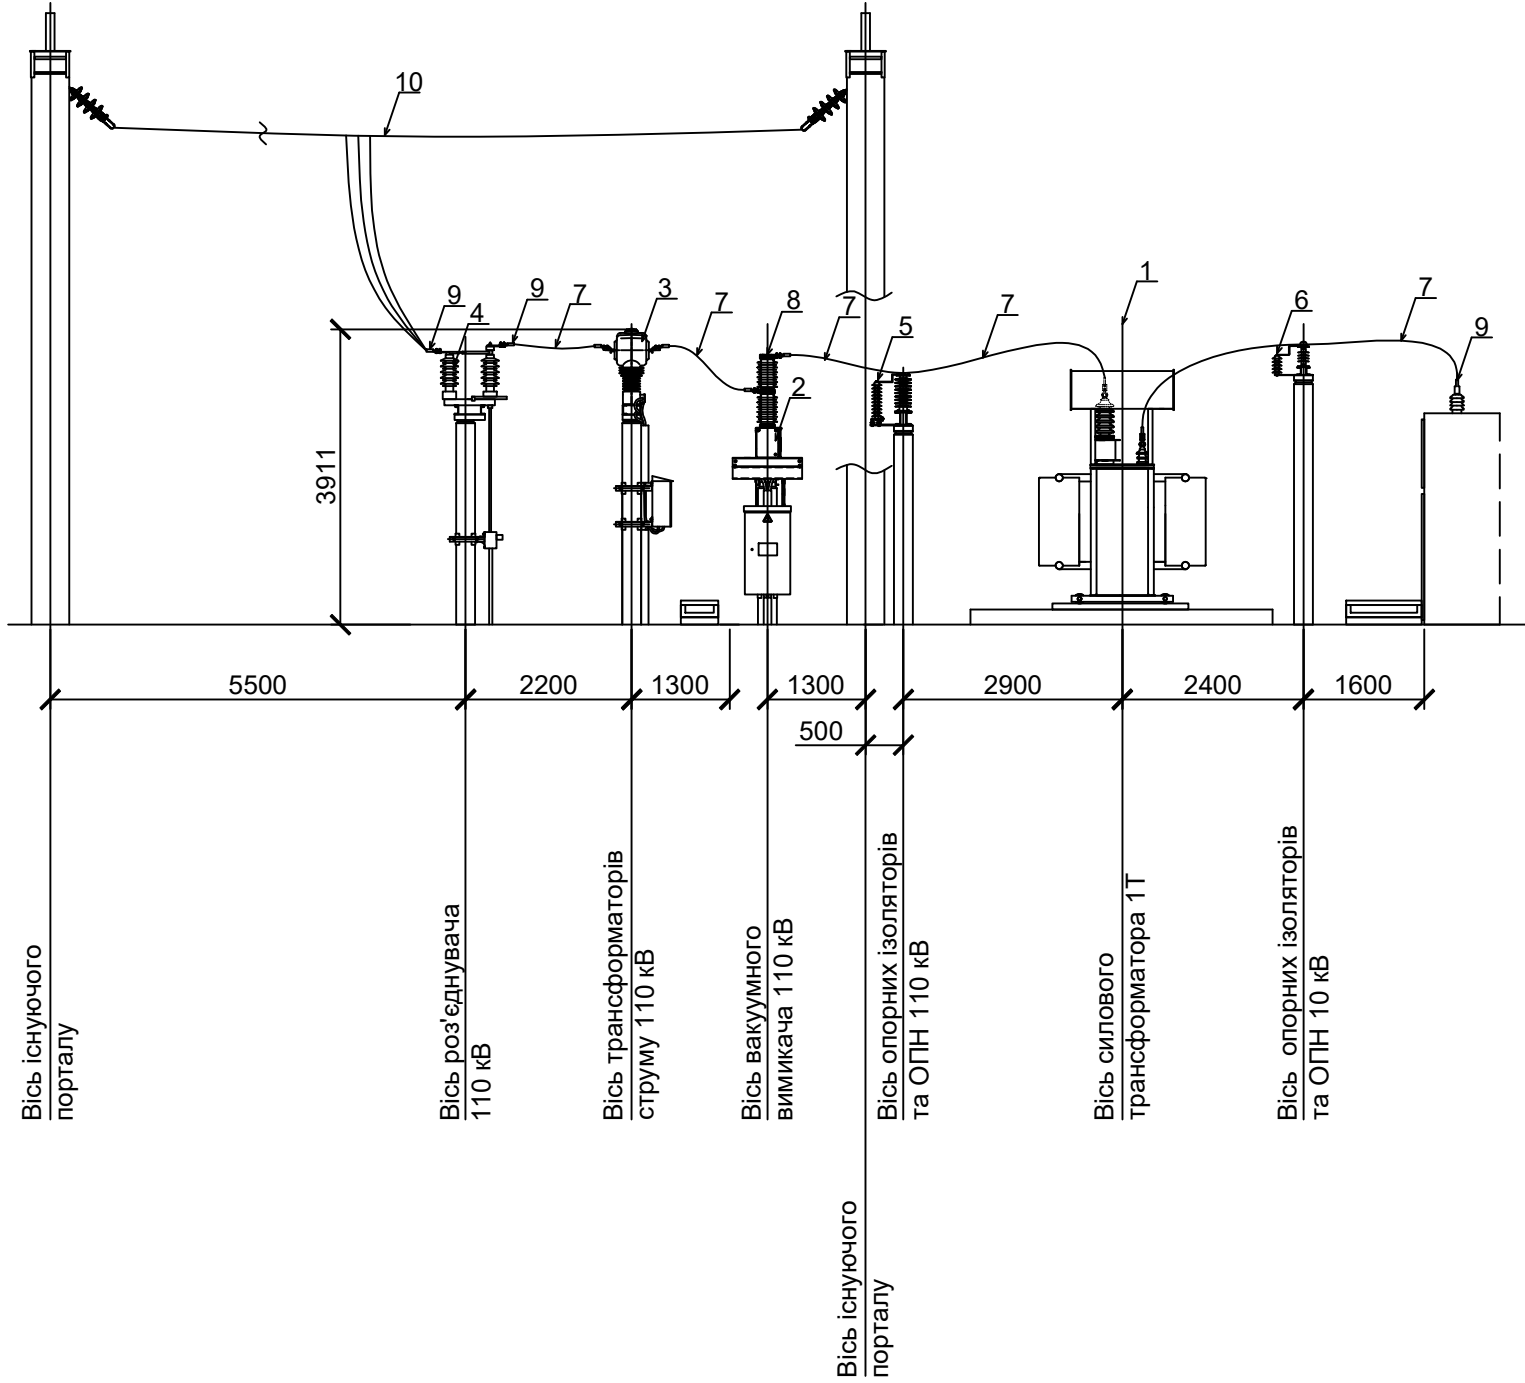 10
1
9
9
7
3
7
8
7
5
7
6
7
9
4
2
3911
5500
2200
1300
1300
2900
2400
1600
500
Вісь існуючого
порталу
Вісь роз'єднувача
110 кВ
Вісь трансформаторів
струму 110 кВ
Вісь вакуумного
вимикача 110 кВ
Вісь опорних ізоляторів
та ОПН 110 кВ
Вісь силового
трансформатора 1Т
Вісь опорних ізоляторів
та ОПН 10 кВ
Вісь існуючого
порталу